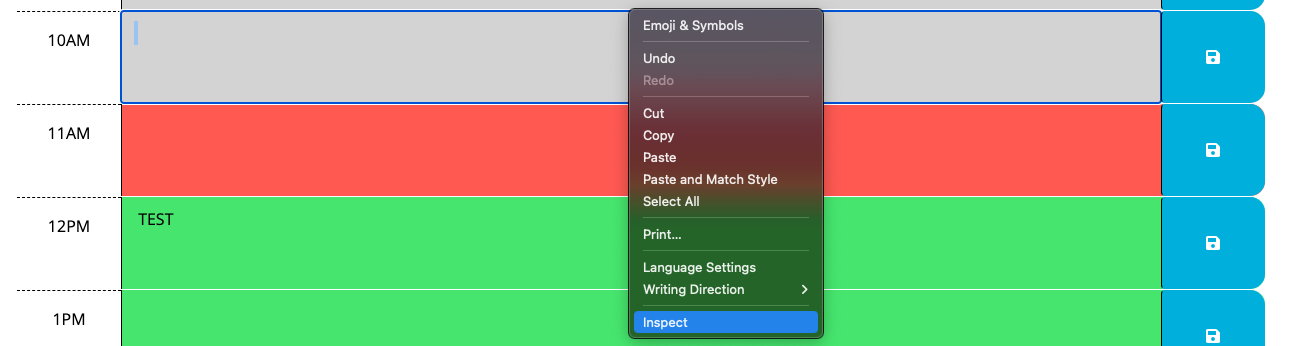 10AM
11AM
12PM
TEST
1PM
Emoji & Symbols
Undo
Redo
Cut
Copy
Paste
Paste and Match Style
Select All
Print...
Language Settings
Writing Direction
Inspect